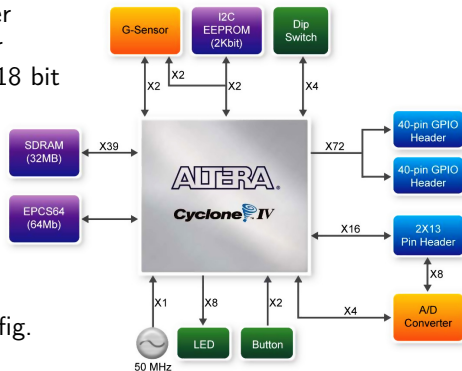 er
r
18 bit
fig.
G-Sensor
I2C
EEPROM
(2Kbit)
Dip
Switch
X2
X2
X2
X4
SDRAM
(32MB)
X39
EPCS64
(64Mb)
ALTERA.
Cyclone IV
X72
40-pin GPIO
Header
40-pin GPIO
Header
X16
2X13
Pin Header
X8
X4
A/D
Converter
X1
X8
X2
50 MHz
LED
Button